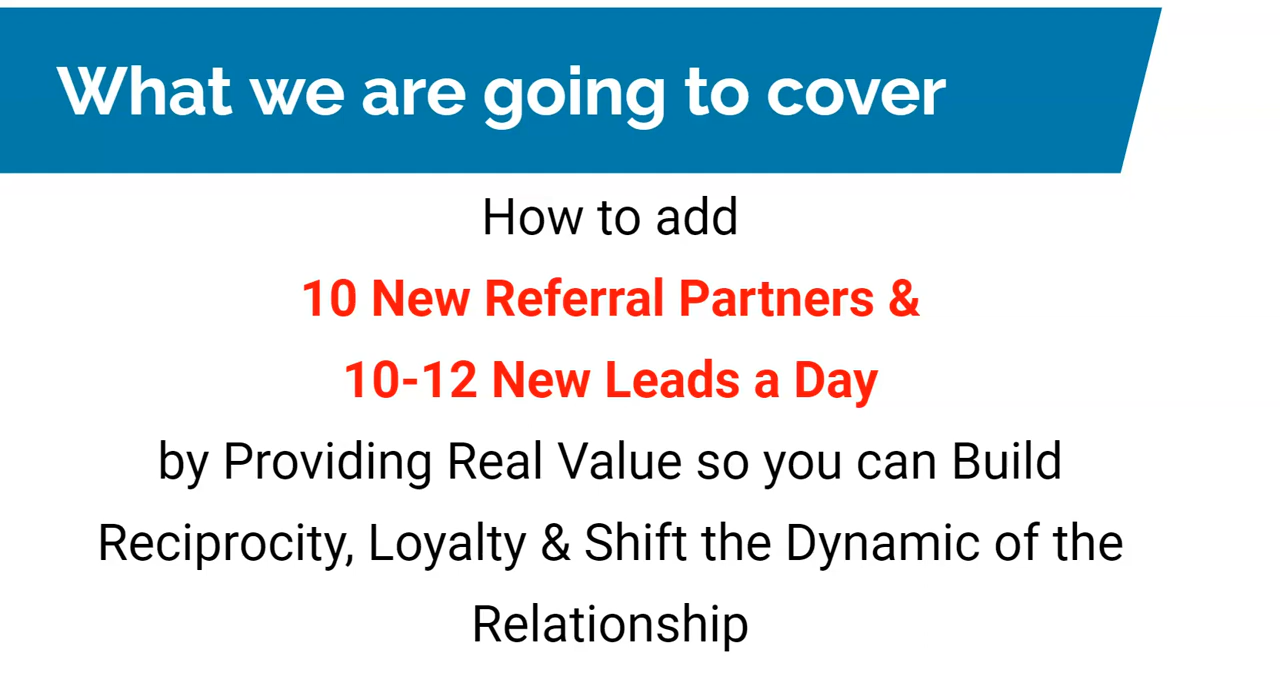 What we are going to cover
How to add
10 New Referral Partners &
10-12 New Leads a Day
by Providing Real Value so you can Build
Reciprocity, Loyalty & Shift the Dynamic of the
Relationship